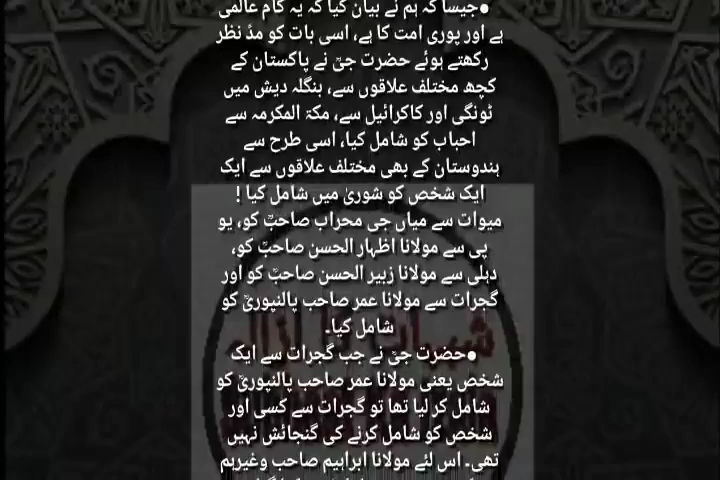 ●جیسا کہ ہم نے بیان کیا کہ یہ کام عالمی
ہے اور پوری امت کا ہے، اسی بات کو مدِّ نظر
رکھتے ہوئے حضرت جیؒ نے پاکستان کے
کچھ مختلف علاقوں سے، بنگلہ دیش میں
ٹونگی اور کاکرائیل سے، مکۃ المکرمہ سے
احباب کو شامل کیا، اسی طرح سے
ہندوستان کے بھی مختلف علاقوں سے ایک
ایک شخص کو شوریٰ میں شامل کیا !
میوات سے میاں جی محراب صاحبؒ کو، یو
پی سے مولانا اظہار الحسن صاحبؒ کو،
دہلی سے مولانا زبیر الحسن صاحبؒ کو اور
گجرات سے مولانا عمر صاحب پالنپوریؒ کو
شامل کیا۔
●حضرت جیؒ نے جب گجرات سے ایک
شخص یعنی مولانا عمر صاحب پالنپوریؒ کو
شامل کرلیا تھا تو گجرات سے کسی اور
شخص کو شامل کرنے کی گنجائش نہیں
تھی۔ اس لئے مولانا ابراہیم صاحب وغیرہم